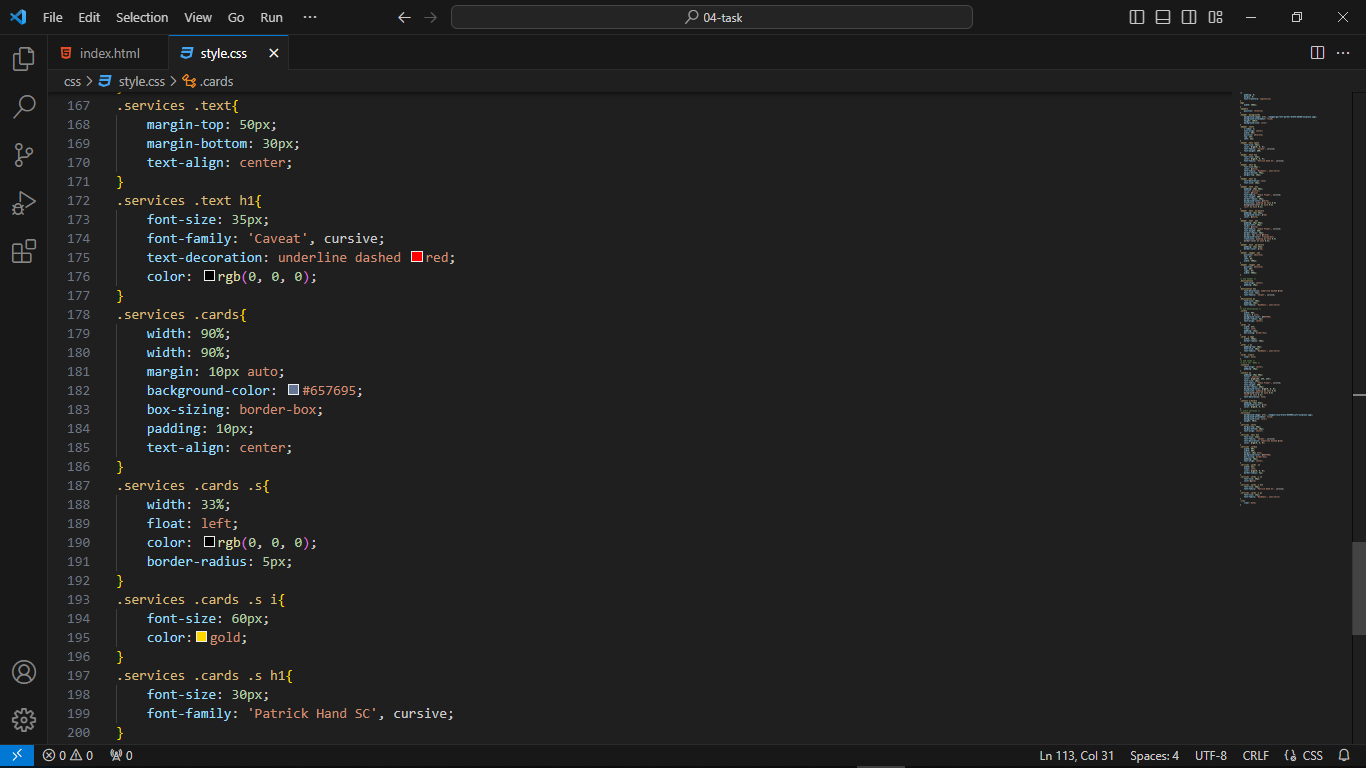 File Edit Selection View Go Run ··· 04-task
index.html style.css
css > style.css > .cards
167 .services .text{
168 margin-top: 50px;
169 margin-bottom: 30px;
170 text-align: center;
171 }
172 .services .text h1{
173 font-size: 35px;
174 font-family: 'Caveat', cursive;
175 text-decoration: underline dashed red;
176 color: rgb(0, 0, 0);
177 }
178 .services .cards{
179 width: 90%;
180 width: 90%;
181 margin: 10px auto;
182 background-color: #657695;
183 box-sizing: border-box;
184 padding: 10px;
185 text-align: center;
186 }
187 .services .cards .s{
188 width: 33%;
189 float: left;
190 color: rgb(0, 0, 0);
191 border-radius: 5px;
192 }
193 .services .cards .s i{
194 font-size: 60px;
195 color: gold;
196 }
197 .services .cards .s h1{
198 font-size: 30px;
199 font-family: 'Patrick Hand SC', cursive;
200 }
0 0 0 Ln 113, Col 31 Spaces: 4 UTF-8 CRLF {} CSS